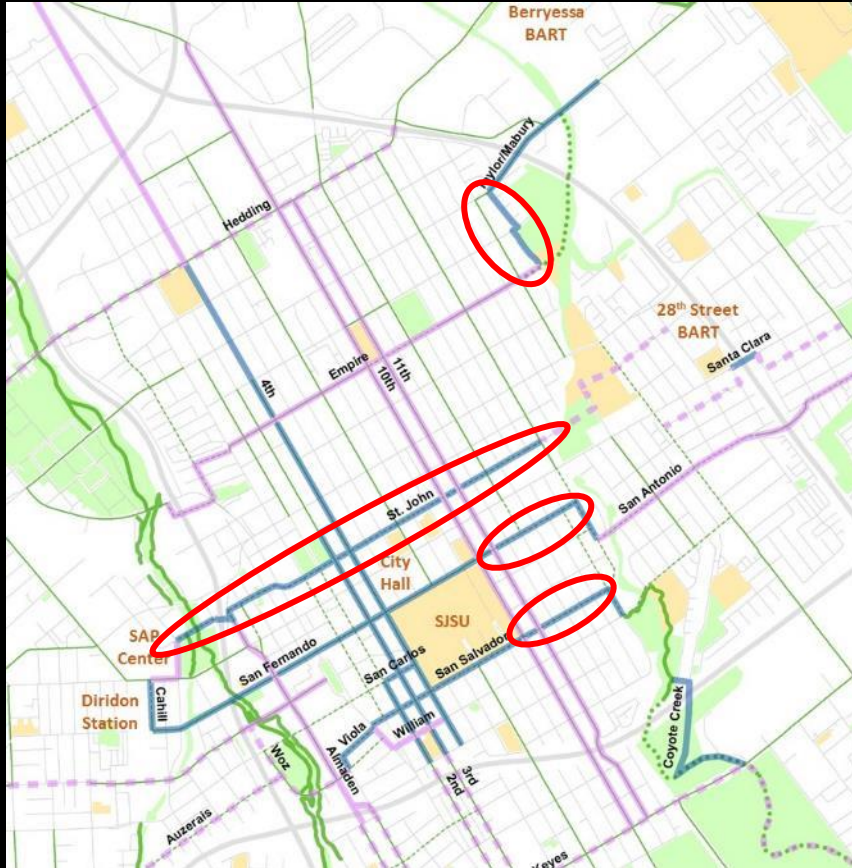 Berryessa
BART
Taylor/Mabury
Hedding
28th Street
BART
Santa Clara
Empire
11th
10th
4th
San Antonio
St. John
City
Hall
SJSU
SAP
Center
San Fernando
San Carlos
San Salvador
Diridon
Station
Cahill
Viola
William
Woz
Almaden
Coyote Creek
3rd
2nd
Auzerais
Keyes